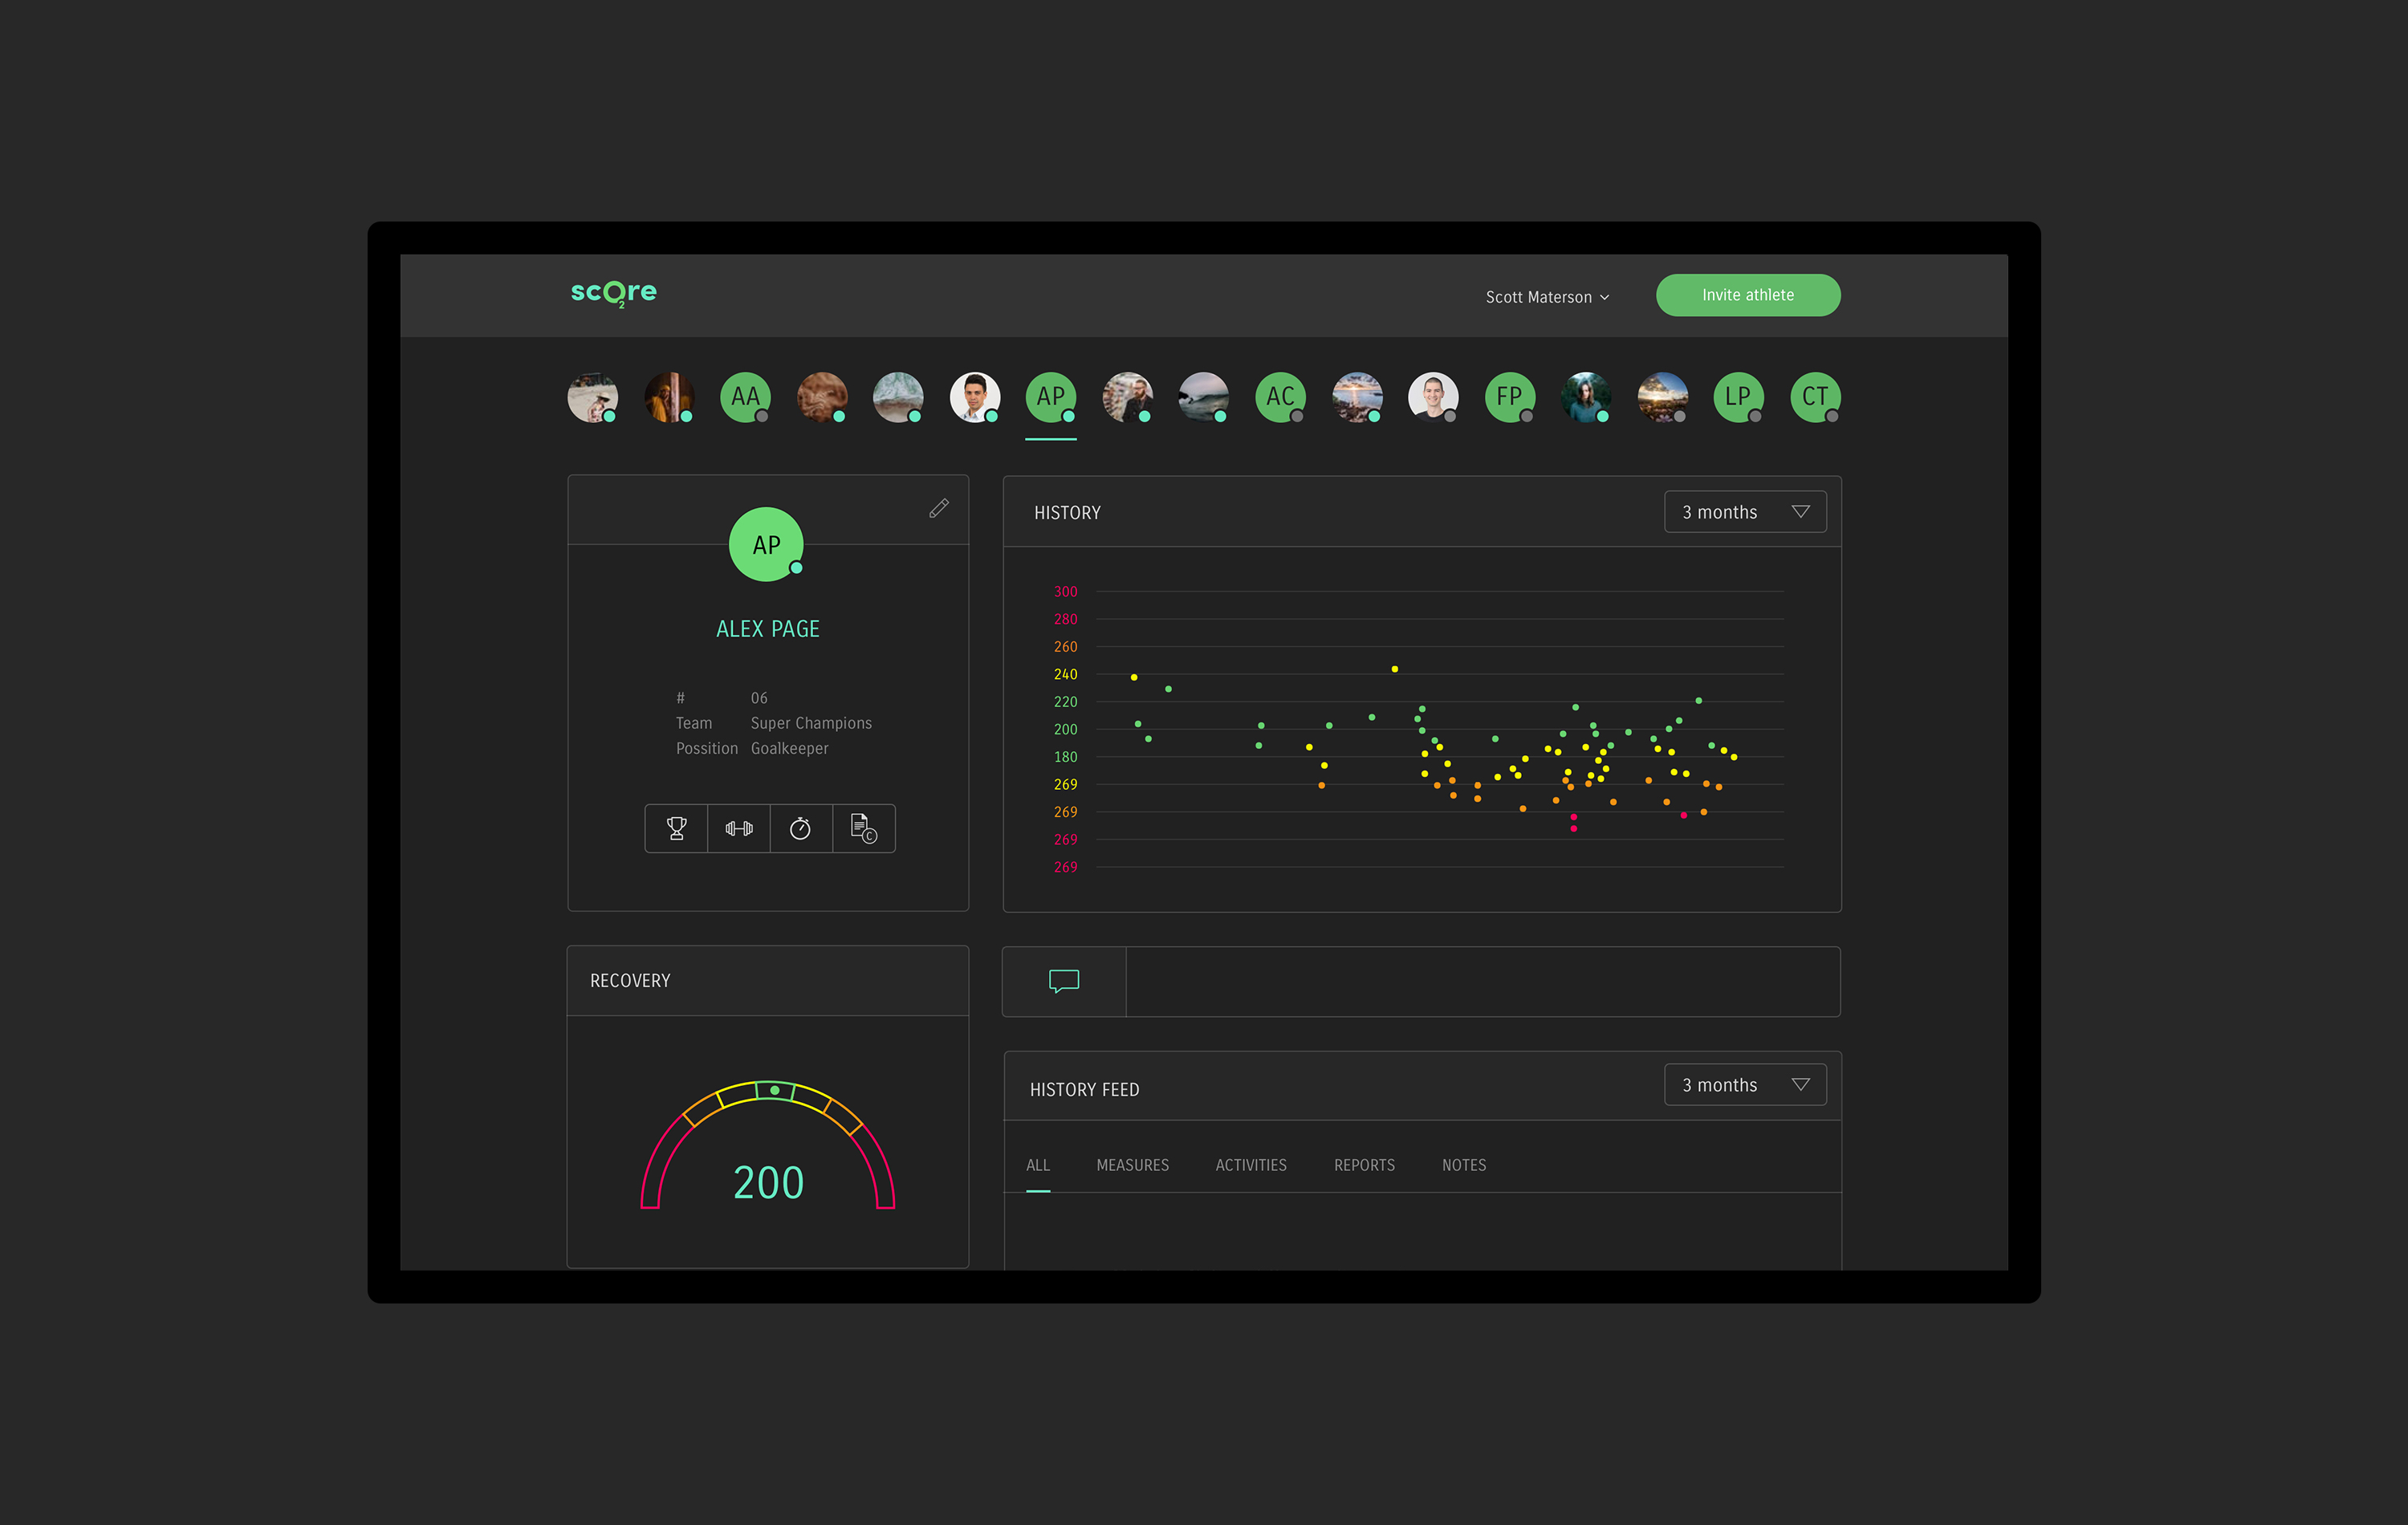 scO2re
Scott Materson
Invite athlete
AA
AP
AC
FP
LP
CT
AP
ALEX PAGE
# 06
Team Super Champions
Possition Goalkeeper
C
HISTORY
3 months
300
280
260
240
220
200
180
269
269
269
269
RECOVERY
200
HISTORY FEED
3 months
ALL MEASURES ACTIVITIES REPORTS NOTES